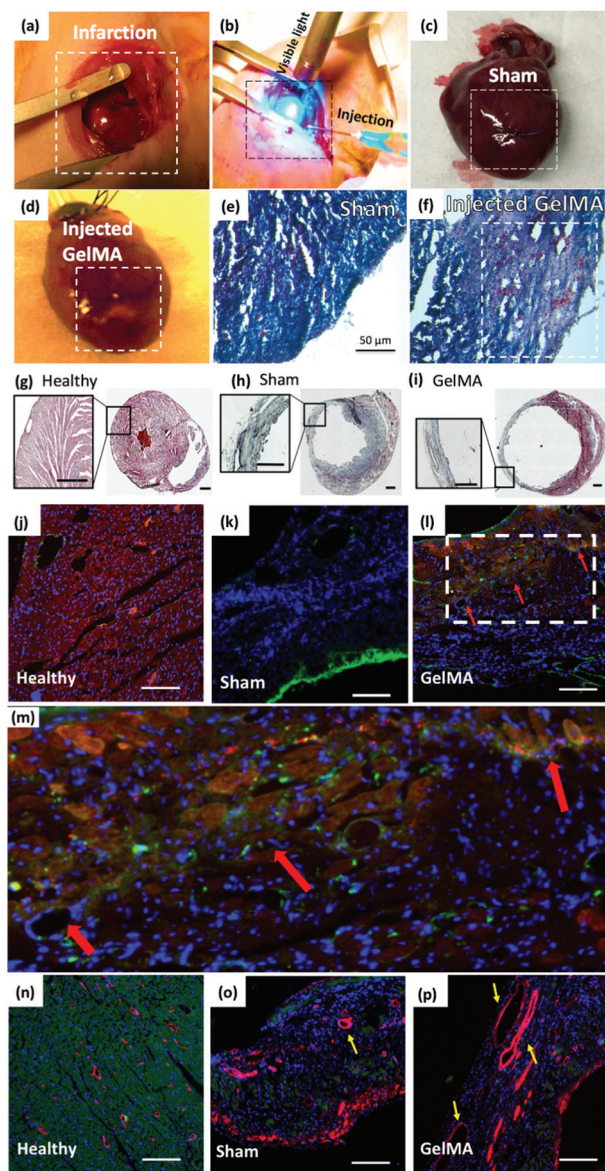 (a)
Infarction
(b)
Visible light
Injection
(c)
Sham
(d)
Injected
GelMA
(e)
Sham
50 µm
(f)
Injected GelMA
(g) Healthy
(h) Sham
(i) GelMA
(j)
Healthy
(k)
Sham
(l)
GelMA
(m)
(n)
Healthy
(o)
Sham
(p)
GelMA